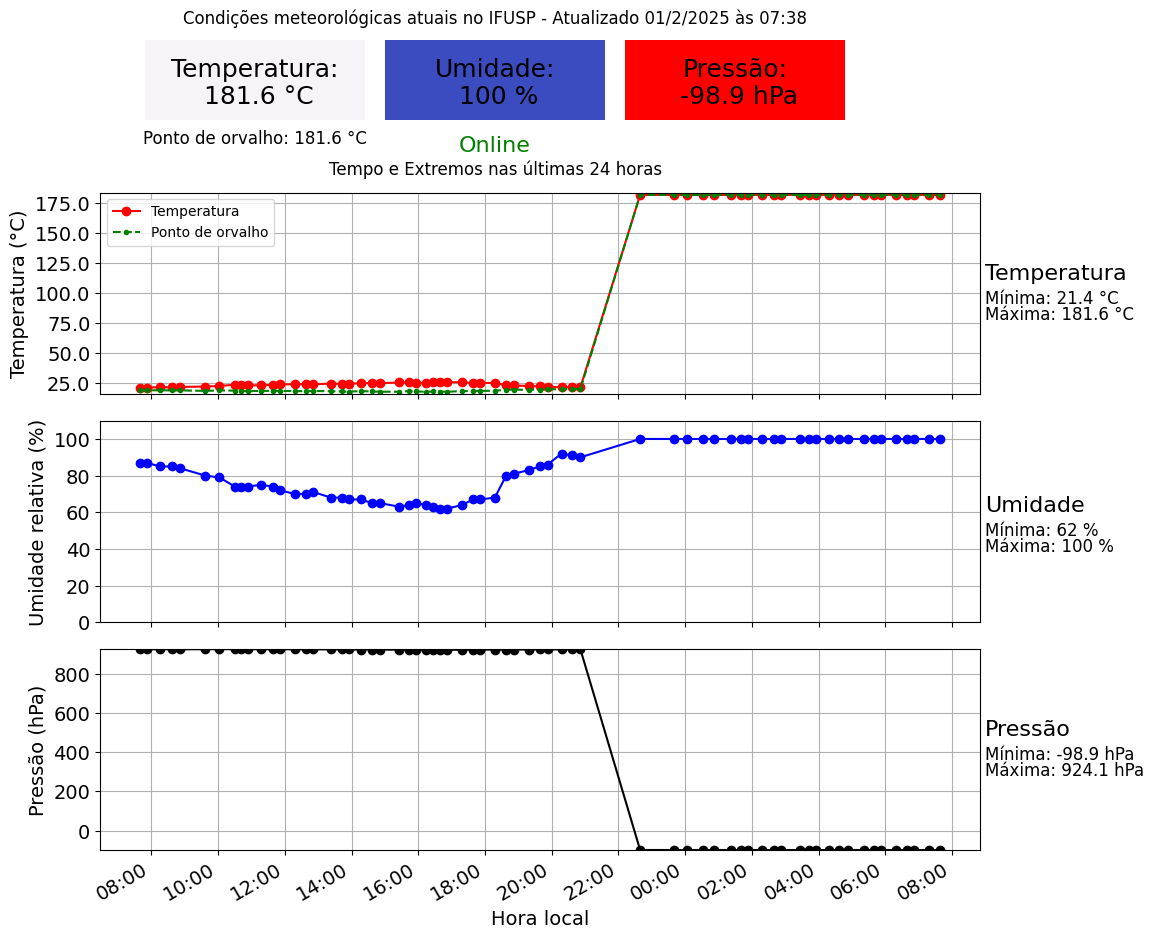 Condições meteorológicas atuais no IFUSP - Atualizado 01/2/2025 às 07:38
Temperatura:
181.6 °C
Umidade:
100 %
Pressão:
-98.9 hPa
Ponto de orvalho: 181.6 °C
Online
Tempo e Extremos nas últimas 24 horas
Temperatura (°C)
175.0
150.0
125.0
100.0
75.0
50.0
25.0
Temperatura
Ponto de orvalho
Temperatura
Mínima: 21.4 °C
Máxima: 181.6 °C
Umidade relativa (%)
100
80
60
40
20
0
Umidade
Mínima: 62 %
Máxima: 100 %
Pressão (hPa)
800
600
400
200
0
Pressão
Mínima: -98.9 hPa
Máxima: 924.1 hPa
08:00 10:00 12:00 14:00 16:00 18:00 20:00 22:00 00:00 02:00 04:00 06:00 08:00
Hora local